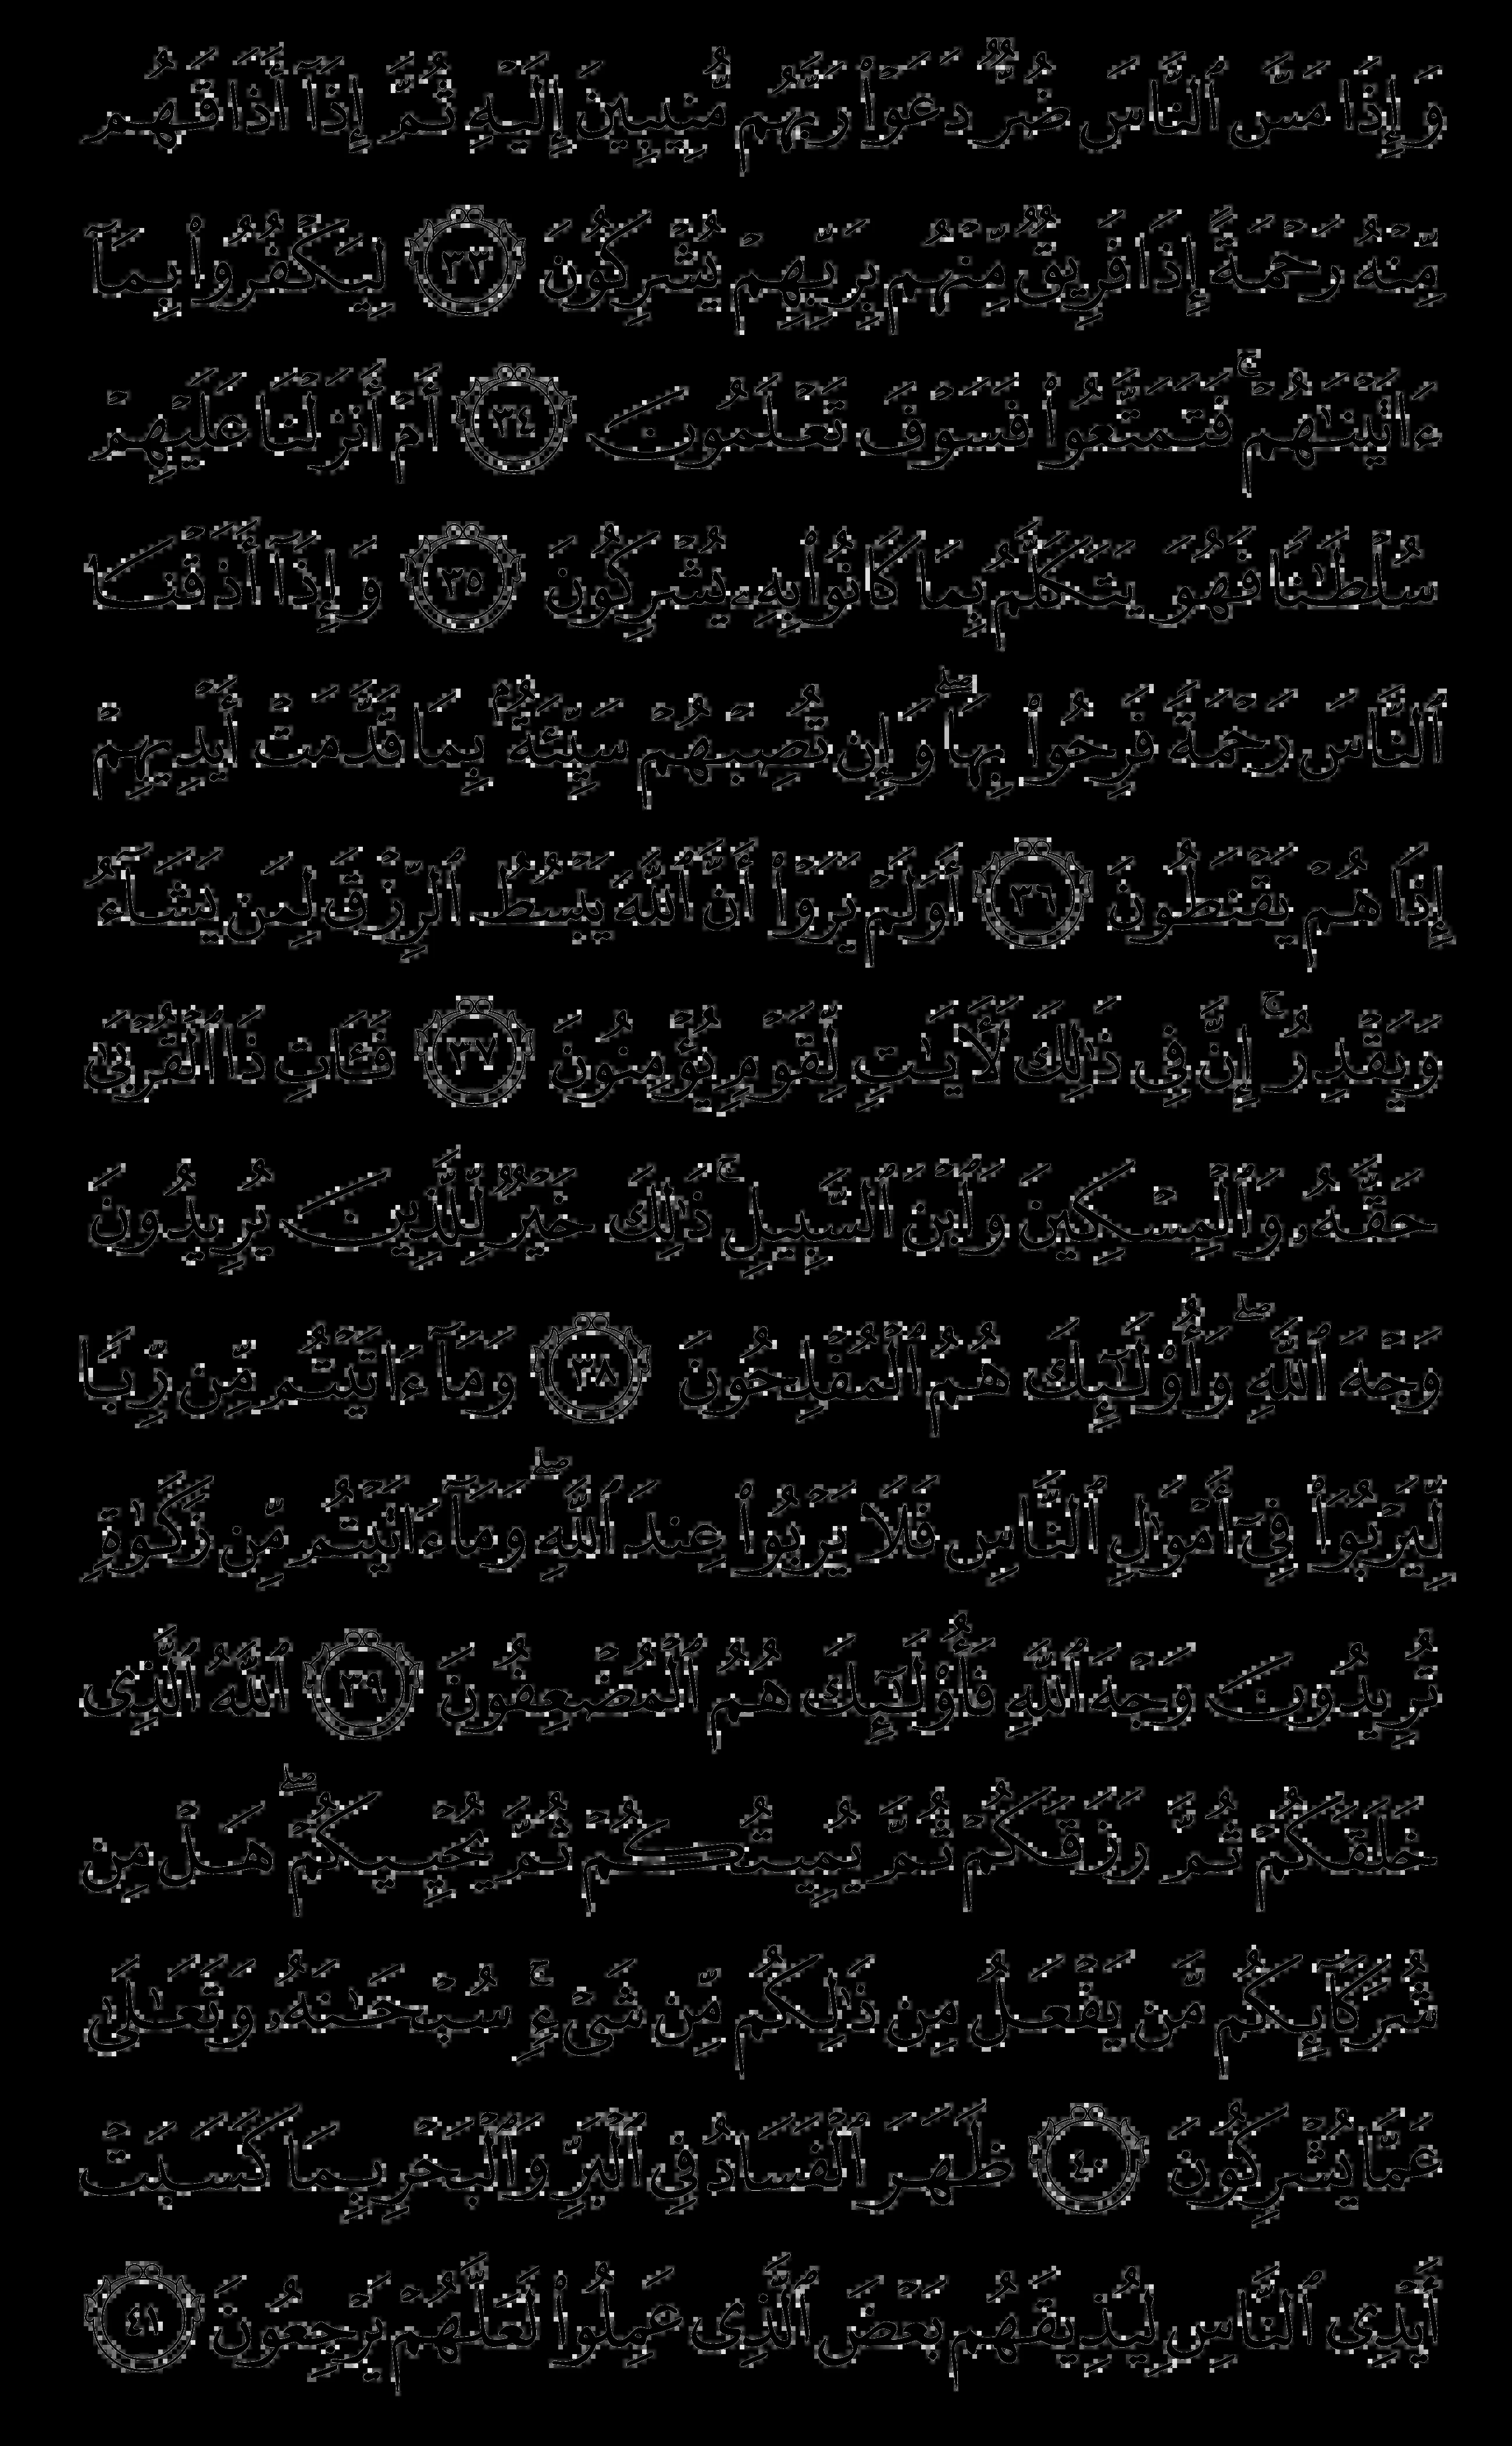 وَإِذَا مَسَّ ٱلنَّاسَ ضُرٌّ دَعَوْا۟ رَبَّهُم مُّنِيبِينَ إِلَيْهِ ثُمَّ إِذَآ أَذَاقَهُم
مِّنْهُ رَحْمَةً إِذَا فَرِيقٌ مِّنْهُم بِرَبِّهِمْ يُشْرِكُونَ ٣٣ لِيَكْفُرُوا۟ بِمَآ
ءَاتَيْنَٰهُمْ ۚ فَتَمَتَّعُوا۟ فَسَوْفَ تَعْلَمُونَ ٣٤ أَمْ أَنزَلْنَا عَلَيْهِمْ
سُلْطَٰنًا فَهُوَ يَتَكَلَّمُ بِمَا كَانُوا۟ بِهِۦ يُشْرِكُونَ ٣٥ وَإِذَآ أَذَقْنَا
ٱلنَّاسَ رَحْمَةً فَرِحُوا۟ بِهَا ۖ وَإِن تُصِبْهُمْ سَيِّئَةٌۢ بِمَا قَدَّمَتْ أَيْدِيهِمْ
إِذَا هُمْ يَقْنَطُونَ ٣٦ أَوَلَمْ يَرَوْا۟ أَنَّ ٱللَّهَ يَبْسُطُ ٱلرِّزْقَ لِمَن يَشَآءُ
وَيَقْدِرُ ۚ إِنَّ فِى ذَٰلِكَ لَءَايَٰتٍ لِّقَوْمٍ يُؤْمِنُونَ ٣٧ فَـَٔاتِ ذَا ٱلْقُرْبَىٰ
حَقَّهُۥ وَٱلْمِسْكِينَ وَٱبْنَ ٱلسَّبِيلِ ۚ ذَٰلِكَ خَيْرٌ لِّلَّذِينَ يُرِيدُونَ
وَجْهَ ٱللَّهِ ۖ وَأُو۟لَٰٓئِكَ هُمُ ٱلْمُفْلِحُونَ ٣٨ وَمَآ ءَاتَيْتُم مِّن رِّبًا
لِّيَرْبُوَا۟ فِىٓ أَمْوَٰلِ ٱلنَّاسِ فَلَا يَرْبُوا۟ عِندَ ٱللَّهِ ۖ وَمَآ ءَاتَيْتُم مِّن زَكَوٰةٍ
تُرِيدُونَ وَجْهَ ٱللَّهِ فَأُو۟لَٰٓئِكَ هُمُ ٱلْمُضْعِفُونَ ٣٩ ٱللَّهُ ٱلَّذِى
خَلَقَكُمْ ثُمَّ رَزَقَكُمْ ثُمَّ يُمِيتُكُمْ ثُمَّ يُحْيِيكُمْ ۖ هَلْ مِن
شُرَكَآئِكُم مَّن يَفْعَلُ مِن ذَٰلِكُم مِّن شَىْءٍ ۚ سُبْحَٰنَهُۥ وَتَعَٰلَىٰ
عَمَّا يُشْرِكُونَ ٤٠ ظَهَرَ ٱلْفَسَادُ فِى ٱلْبَرِّ وَٱلْبَحْرِ بِمَا كَسَبَتْ
أَيْدِى ٱلنَّاسِ لِيُذِيقَهُم بَعْضَ ٱلَّذِى عَمِلُوا۟ لَعَلَّهُمْ يَرْجِعُونَ ٤١